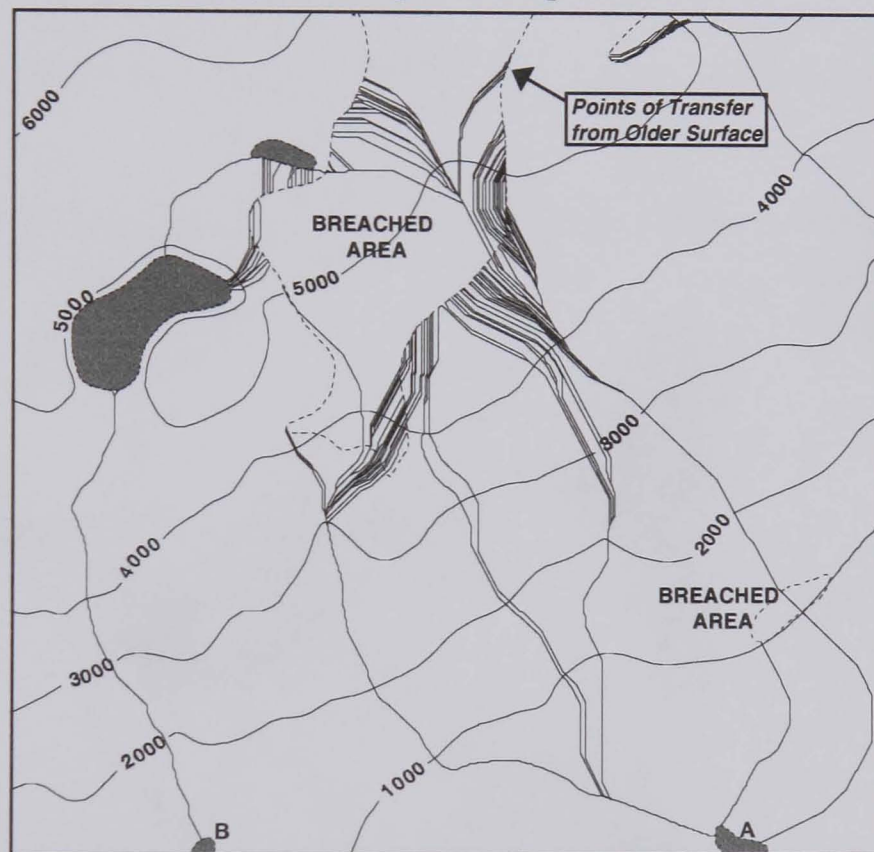 6000
Points of Transfer
from Older Surface
4000
BREACHED
AREA
5000
5000
3000
2000
4000
BREACHED
AREA
3000
2000
1000
B
A